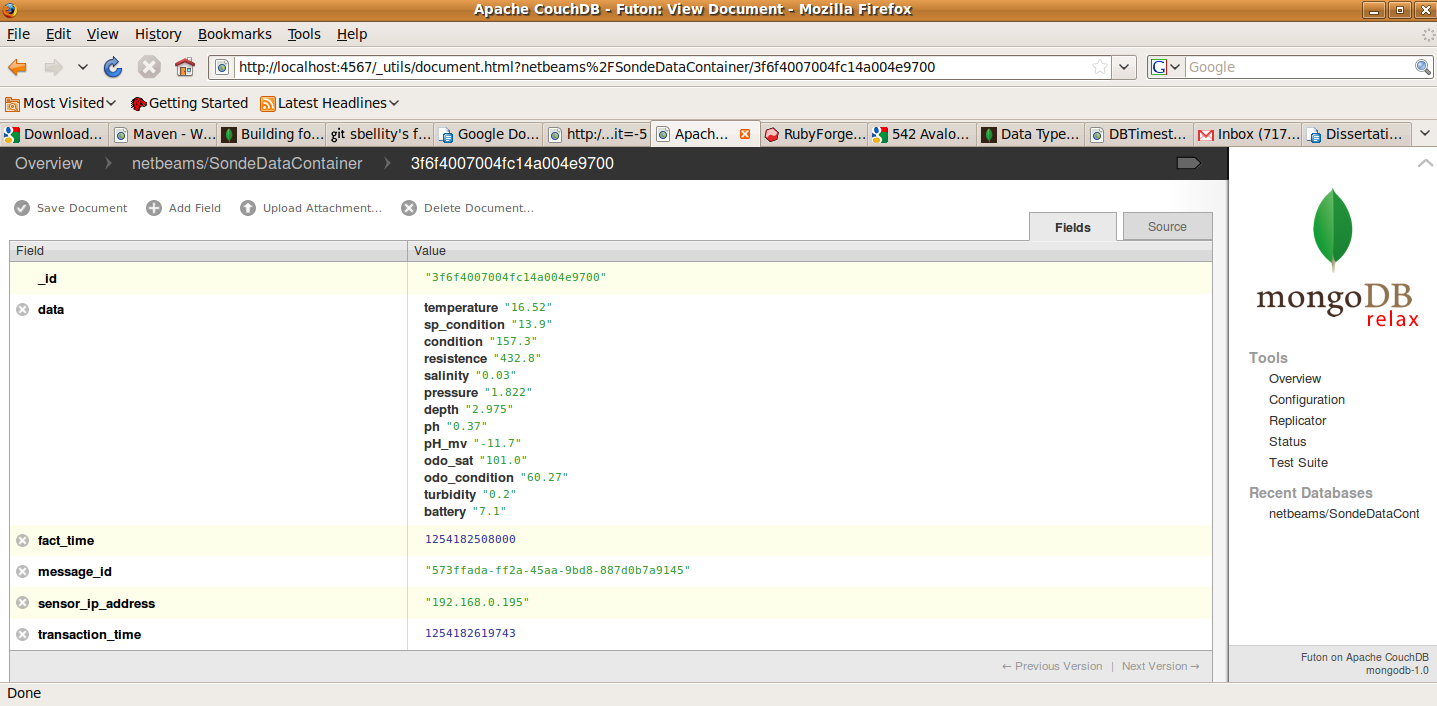 Apache CouchDB - Futon: View Document - Mozilla Firefox
File Edit View History Bookmarks Tools Help
http://localhost:4567/_utils/document.html?netbeams%2FSondeDataContainer/3f6f4007004fc14a004e9700
G Google
Most Visited Getting Started Latest Headlines
Download... Maven - W... Building fo... git sbellity's f... Google Do... http:/...it=-5 Apach... RubyForge... 542 Avalo... Data Type... DBTimest... Inbox (717... Dissertati...
Overview netbeams/SondeDataContainer 3f6f4007004fc14a004e9700
Save Document Add Field Upload Attachment... Delete Document...
Fields Source
Field Value
_id "3f6f4007004fc14a004e9700"
data temperature "16.52"
sp_condition "13.9"
condition "157.3"
resistence "432.8"
salinity "0.03"
pressure "1.822"
depth "2.975"
ph "0.37"
pH_mv "-11.7"
odo_sat "101.0"
odo_condition "60.27"
turbidity "0.2"
battery "7.1"
fact_time 1254182508000
message_id "573ffada-ff2a-45aa-9bd8-887d0b7a9145"
sensor_ip_address "192.168.0.195"
transaction_time 1254182619743
← Previous Version | Next Version →
mongoDB
relax
Tools
Overview
Configuration
Replicator
Status
Test Suite
Recent Databases
netbeams/SondeDataCont
Futon on Apache CouchDB
mongodb-1.0
Done